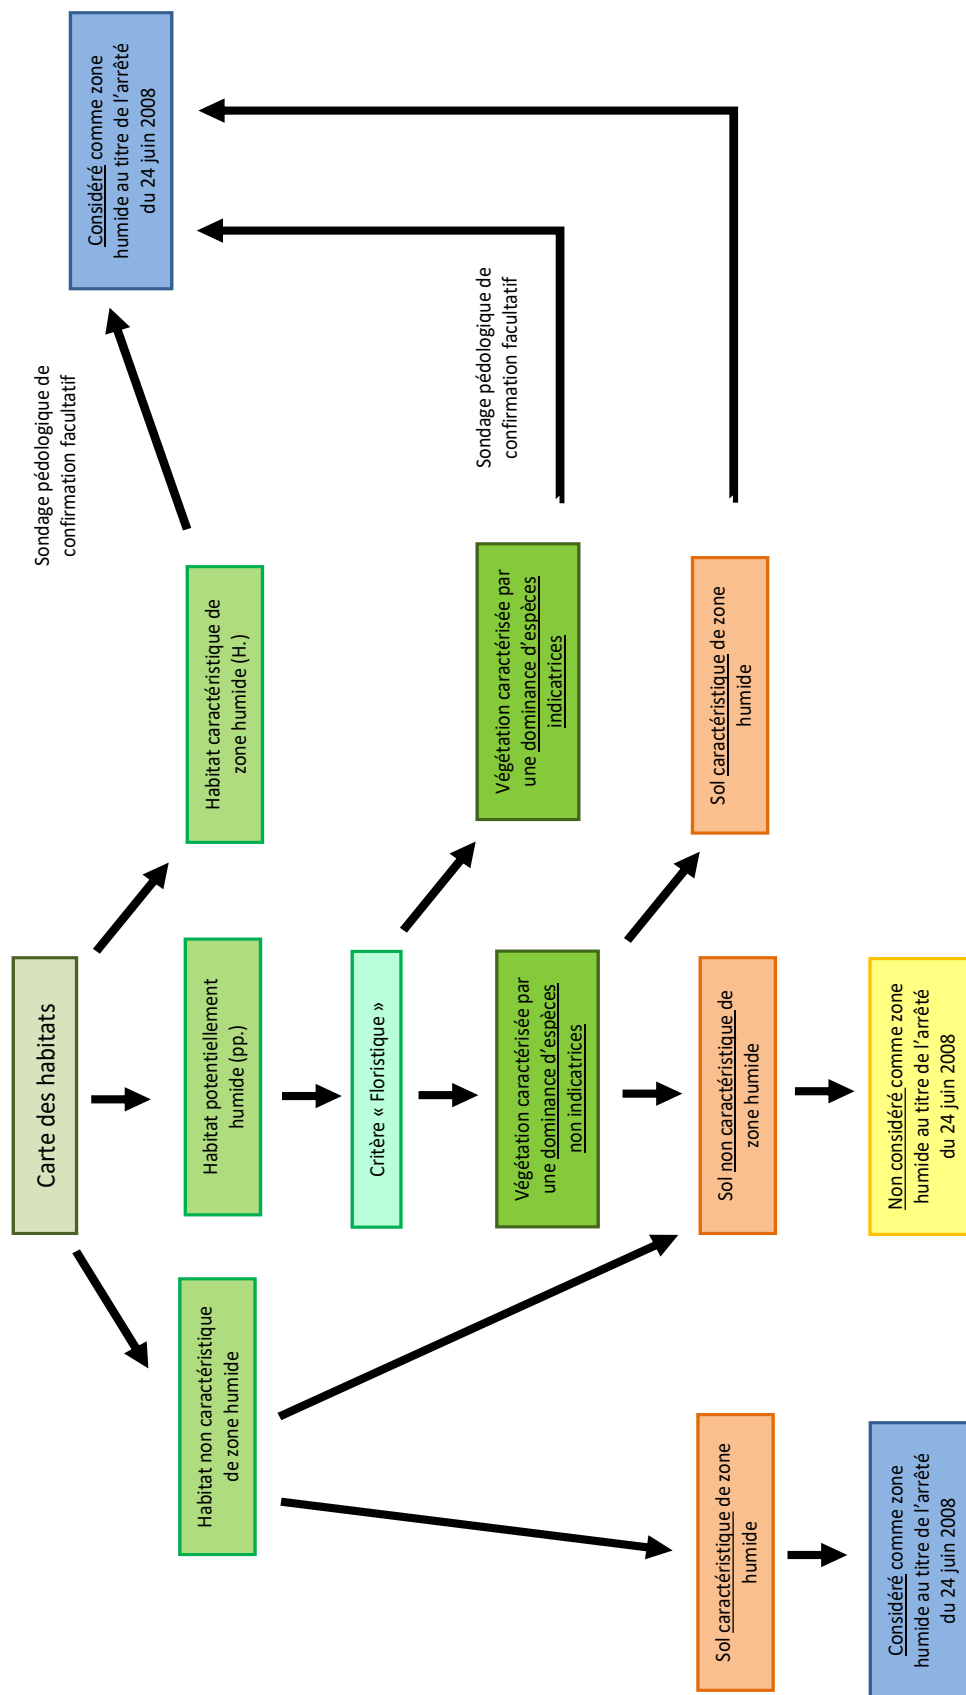 Carte des habitats
Habitat non caractéristique
de zone humide
Habitat potentiellement
humide (pp.)
Habitat caractéristique de
zone humide (H.)
Sondage pédologique de
confirmation facultatif
Considéré comme zone
humide au titre de l'arrêté
du 24 juin 2008
Critère « Floristique »
Végétation caractérisée par
une dominance d'espèces
non indicatrices
Végétation caractérisée par
une dominance d'espèces
indicatrices
Sondage pédologique de
confirmation facultatif
Sol caractéristique de zone
humide
Sol non caractéristique de
zone humide
Sol caractéristique de zone
humide
Considéré comme zone
humide au titre de l'arrêté
du 24 juin 2008
Non considéré comme zone
humide au titre de l'arrêté
du 24 juin 2008